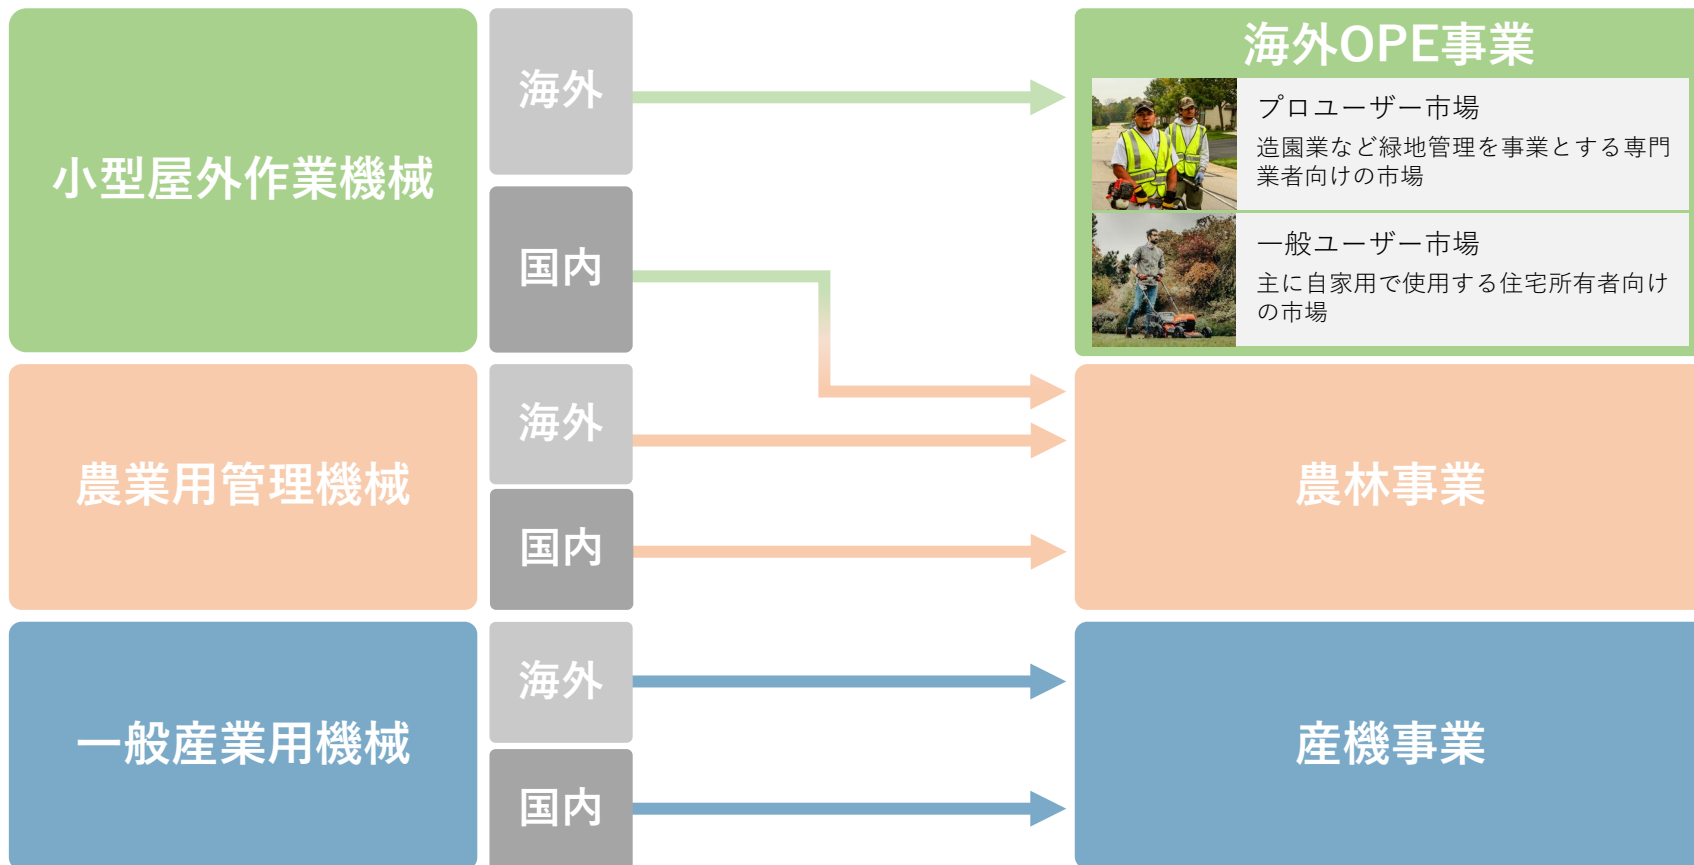 小型屋外作業機械
海外
国内
海外OPE事業
プロユーザー市場
造園業など緑地管理を事業とする専門
業者向けの市場
一般ユーザー市場
主に自家用で使用する住宅所有者向け
の市場
農業用管理機械
海外
国内
農林事業
一般産業用機械
海外
国内
産機事業